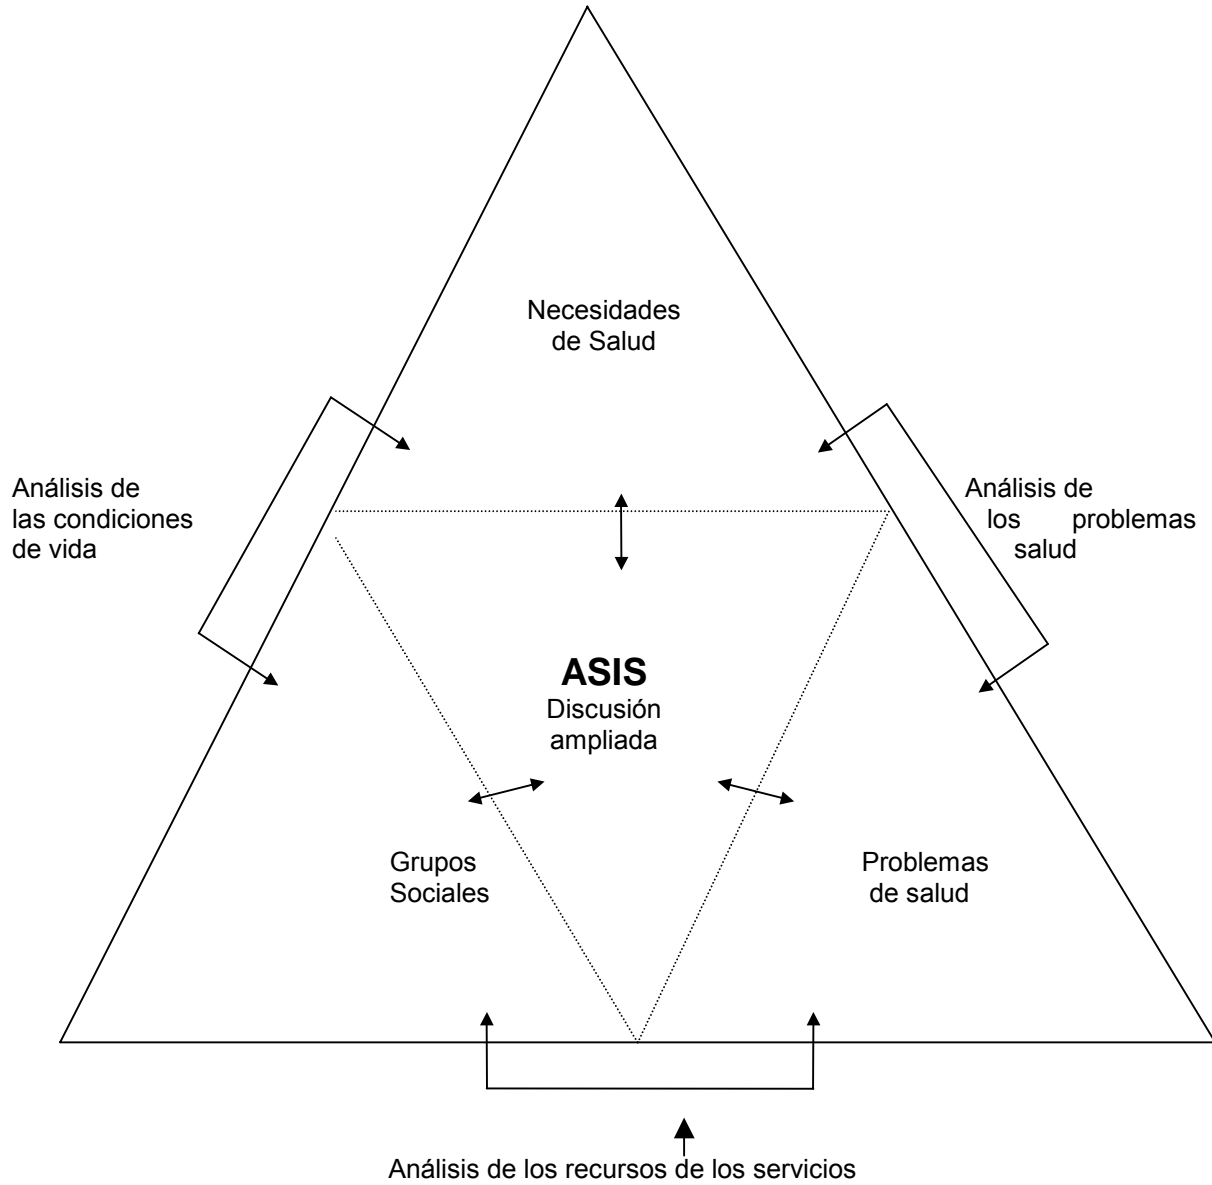 Necesidades
de Salud
Análisis de
las condiciones
de vida
Análisis de
los problemas
salud
ASIS
Discusión
ampliada
Grupos
Sociales
Problemas
de salud
Análisis de los recursos de los servicios